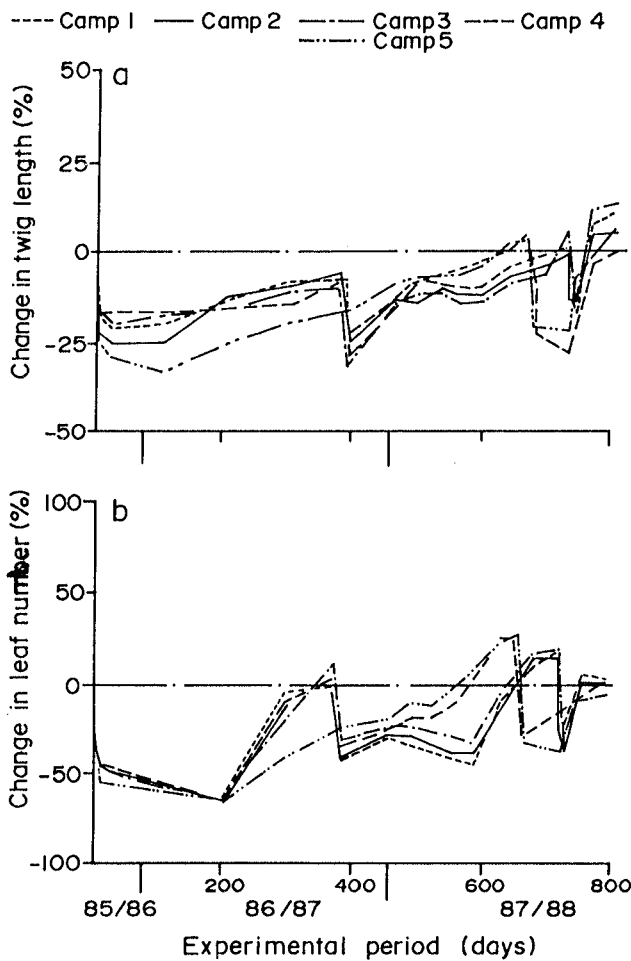 Camp 1 Camp 2 Camp 3 Camp 4
Camp 5
a
Change in twig length (%)
50
25
0
-25
-50
b
Change in leaf number (%)
100
50
0
-50
-100
200 400 600 800
85/86 86/87 87/88
Experimental period (days)